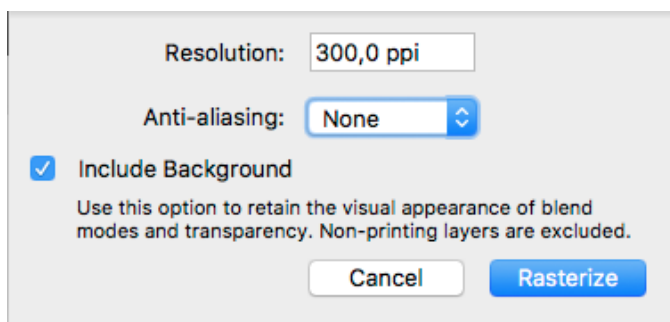 Resolution: 300,0 ppi
Anti-aliasing: None
Include Background
Use this option to retain the visual appearance of blend
modes and transparency. Non-printing layers are excluded.
Cancel Rasterize